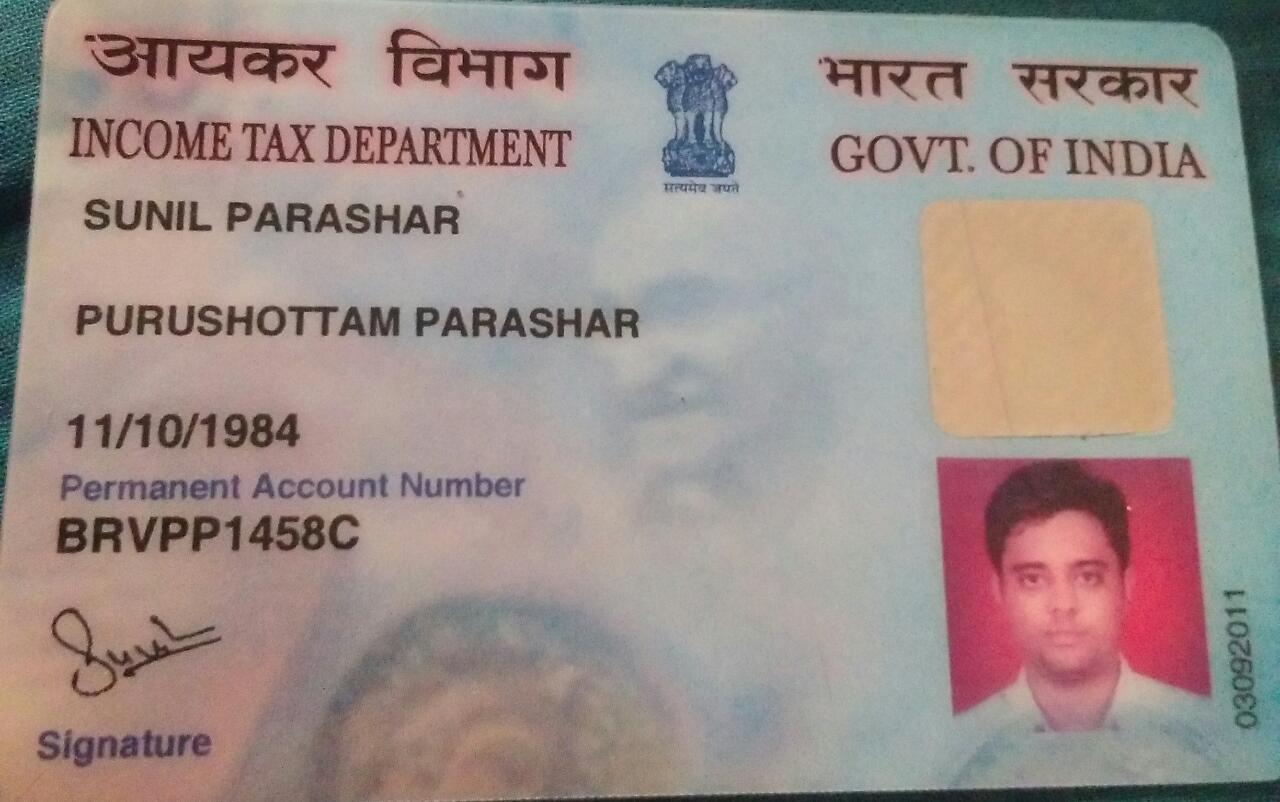 आयकर विभाग
INCOME TAX DEPARTMENT
सत्यमेव जयते
भारत सरकार
GOVT. OF INDIA
SUNIL PARASHAR
PURUSHOTTAM PARASHAR
11/10/1984
Permanent Account Number
BRVPP1458C
Signature
03092011